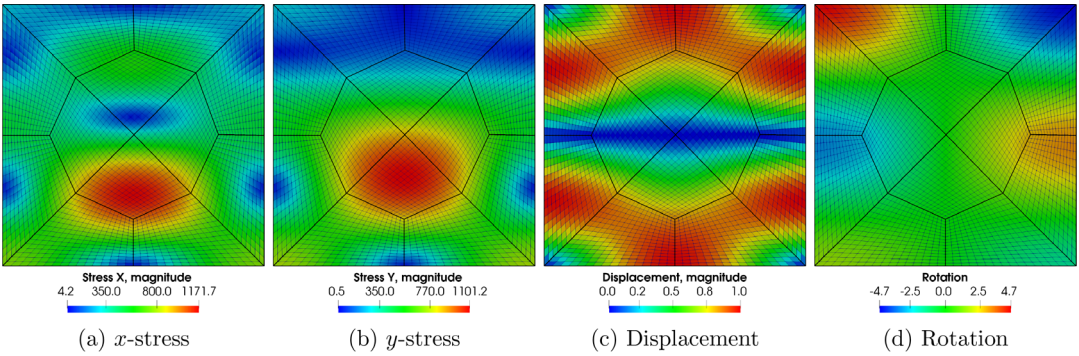 Stress X, magnitude
4.2 350.0 800.0 1171.7
(a) x-stress
Stress Y, magnitude
0.5 350.0 770.0 1101.2
(b) y-stress
Displacement, magnitude
0.0 0.2 0.5 0.8 1.0
(c) Displacement
Rotation
-4.7 -2.5 0.0 2.5 4.7
(d) Rotation